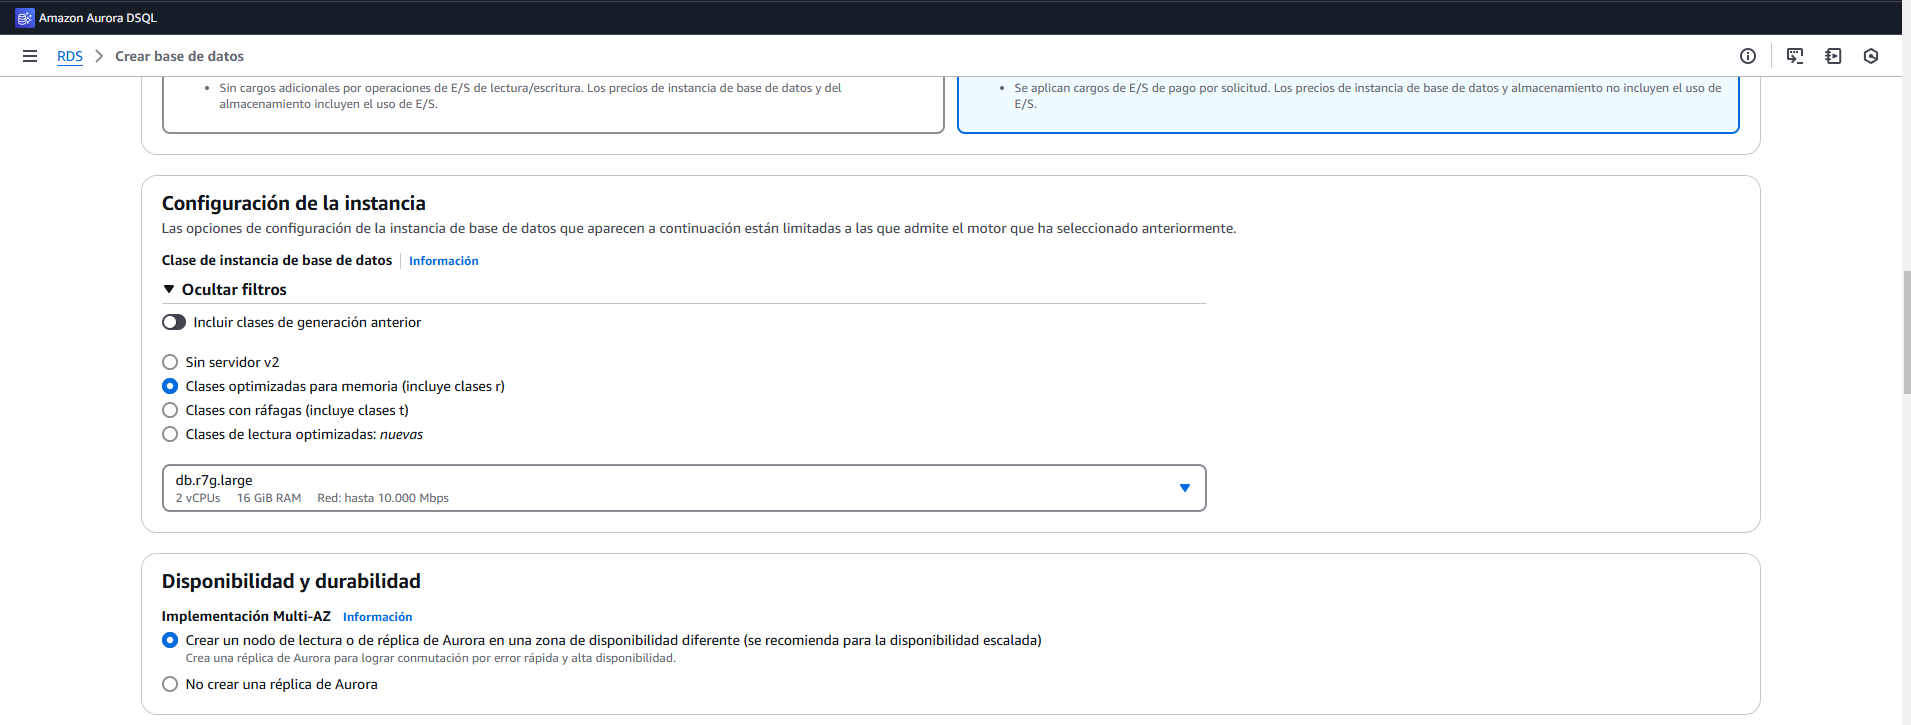 Amazon Aurora DSQL
RDS > Crear base de datos
• Sin cargos adicionales por operaciones de E/S de lectura/escritura. Los precios de instancia de base de datos y del
almacenamiento incluyen el uso de E/S.
• Se aplican cargos de E/S de pago por solicitud. Los precios de instancia de base de datos y almacenamiento no incluyen el uso de
E/S.
Configuración de la instancia
Las opciones de configuración de la instancia de base de datos que aparecen a continuación están limitadas a las que admite el motor que ha seleccionado anteriormente.
Clase de instancia de base de datos | Información
Ocultar filtros
Incluir clases de generación anterior
Sin servidor v2
Clases optimizadas para memoria (incluye clases r)
Clases con ráfagas (incluye clases t)
Clases de lectura optimizadas: nuevas
db.r7g.large
2 vCPUs 16 GiB RAM Red: hasta 10.000 Mbps
Disponibilidad y durabilidad
Implementación Multi-AZ Información
Crear un nodo de lectura o de réplica de Aurora en una zona de disponibilidad diferente (se recomienda para la disponibilidad escalada)
Crea una réplica de Aurora para lograr conmutación por error rápida y alta disponibilidad.
No crear una réplica de Aurora